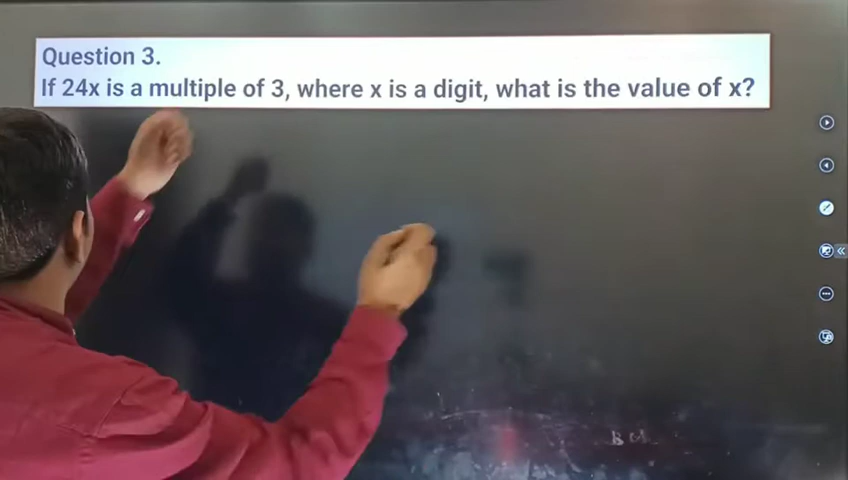 Question 3.
If 24x is a multiple of 3, where x is a digit, what is the value of x?